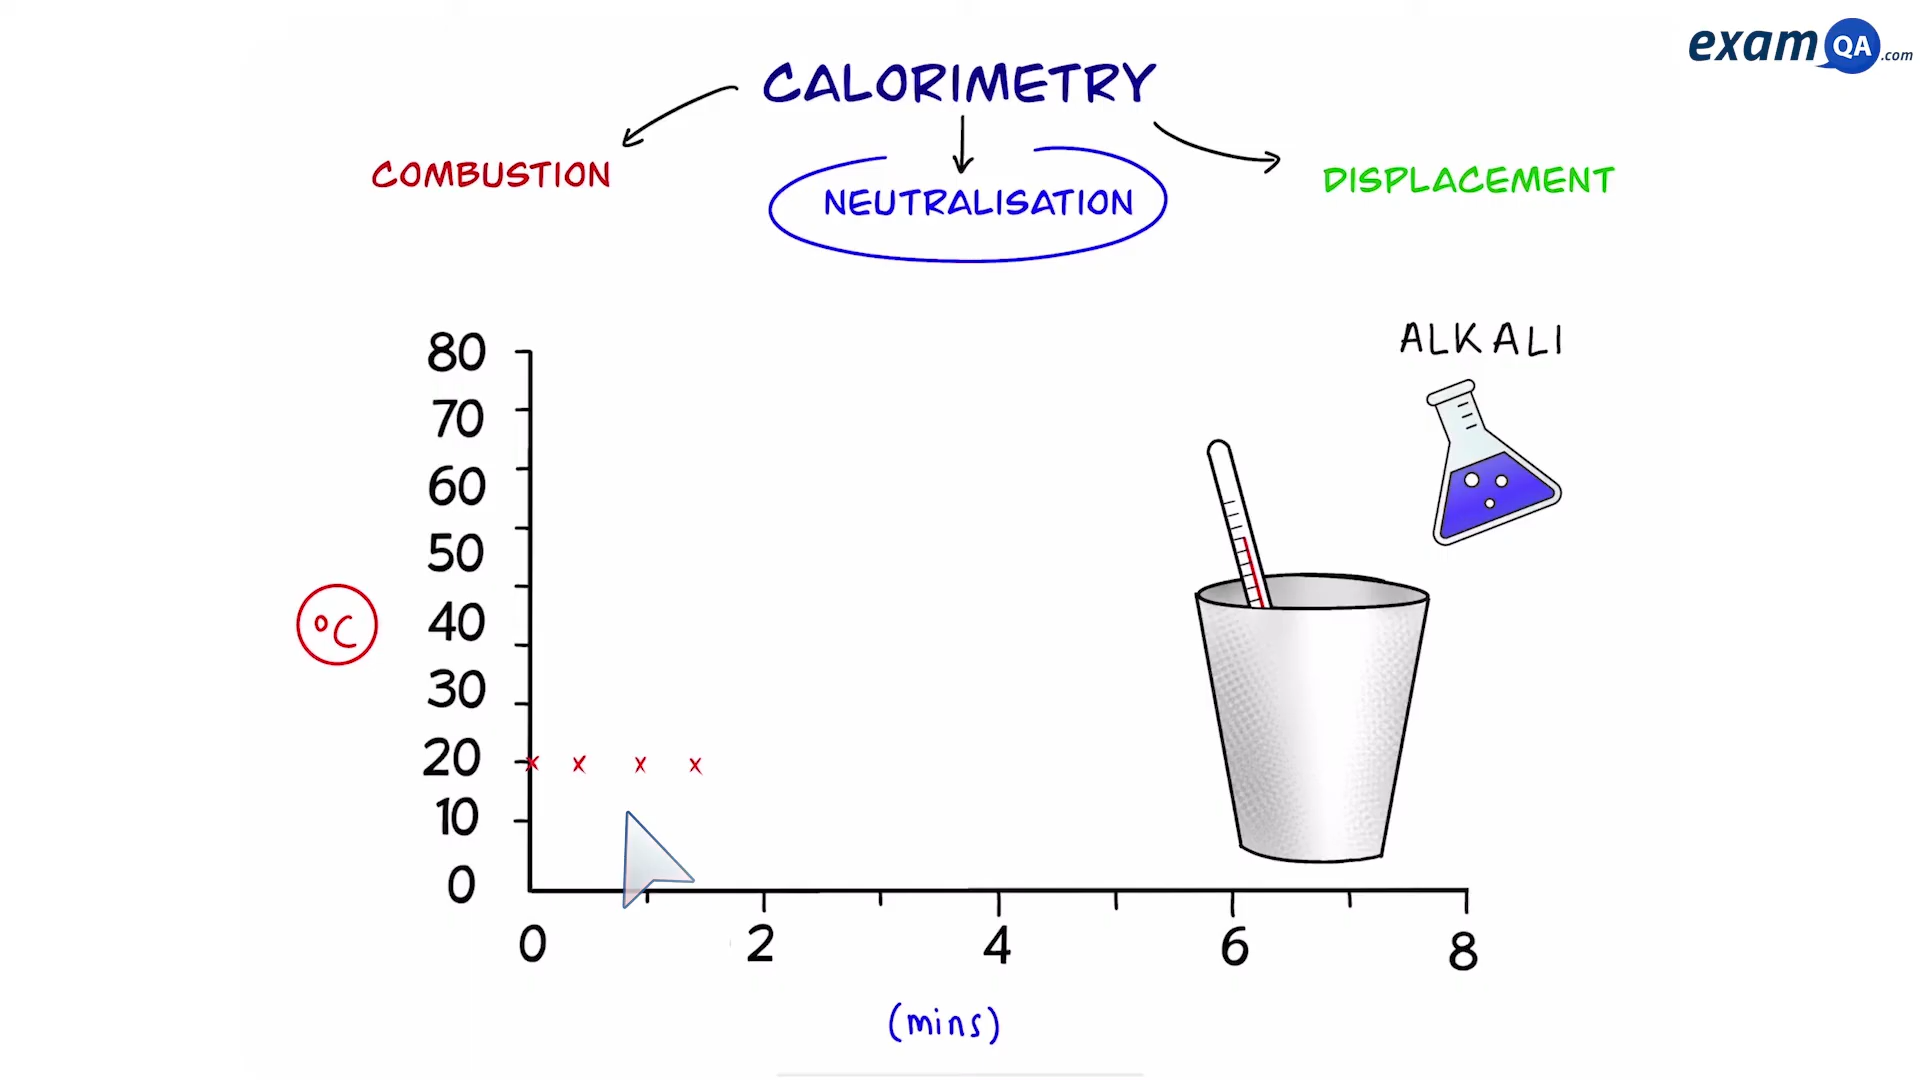 examQA.com
CALORIMETRY
COMBUSTION
NEUTRALISATION
DISPLACEMENT
ALKALI
80
70
60
50
40
30
20
10
0
°C
0 2 4 6 8
(mins)